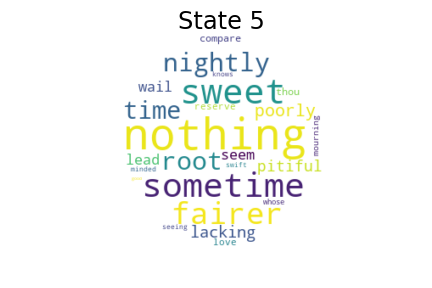 State 5
compare
nightly
knows
wail
sweet
thou
time
reserve
poorly
nothing
mourning
lead
root
seem
swift
pitiful
minded
sometime
whose
fairer
seeing
lacking
love